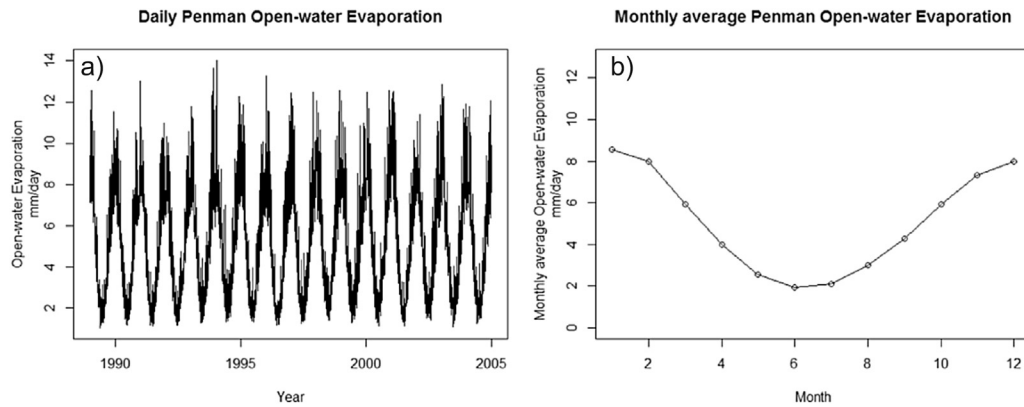 Daily Penman Open-water Evaporation
a)
Open-water Evaporation
mm/day
14
12
10
8
6
4
2
1990 1995 2000 2005
Year
Monthly average Penman Open-water Evaporation
b)
Monthly average Open-water Evaporation
mm/day
12
10
8
6
4
2
0
2 4 6 8 10 12
Month